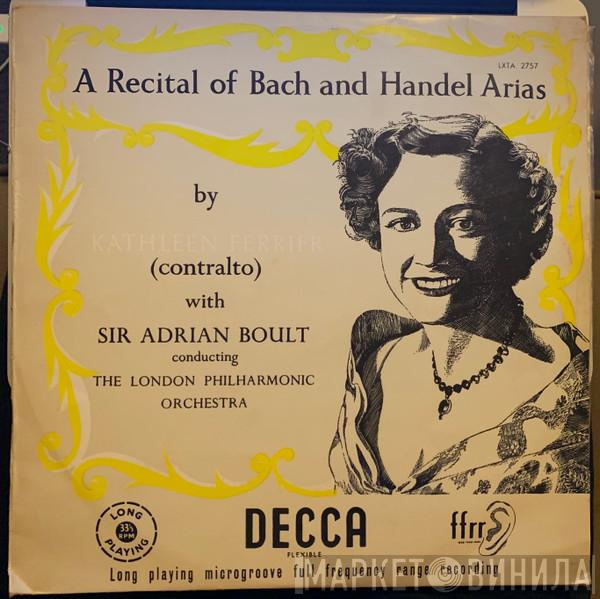 LXTA 2757
A Recital of Bach and Handel Arias
by
KATHLEEN FERRIER
(contralto)
with
SIR ADRIAN BOULT
conducting
THE LONDON PHILHARMONIC
ORCHESTRA
LONG
33⅓
RPM
PLAYING
DECCA
FLEXIBLE
ffrr
Long playing microgroove full frequency range recording
МАРКЕТ ВИНИЛА